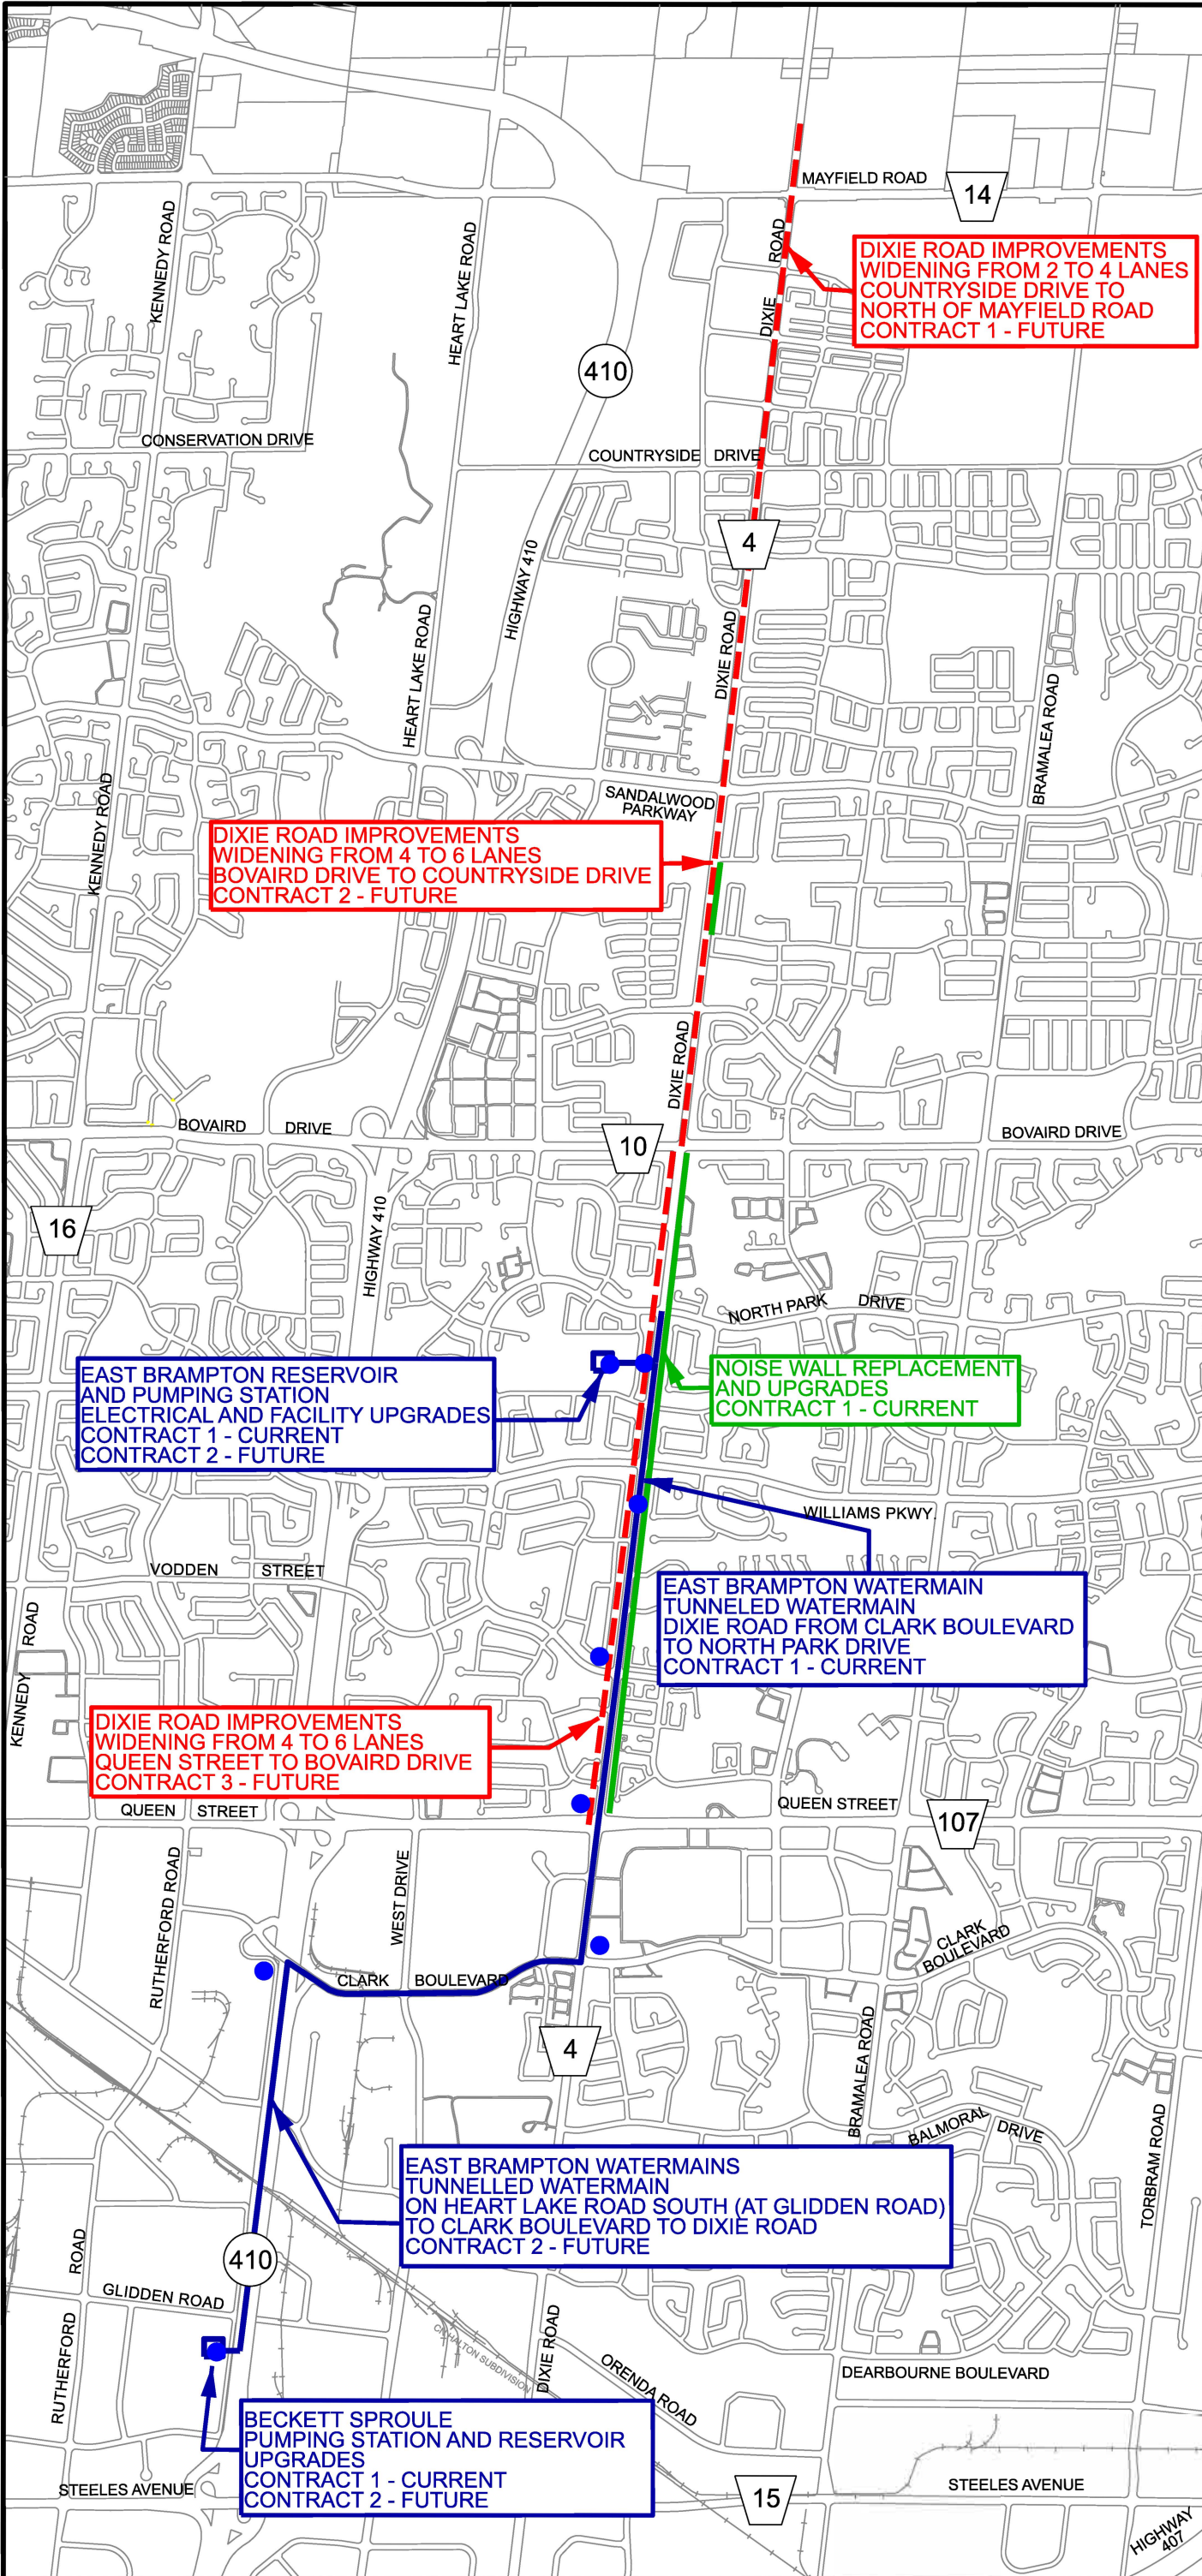 MAYFIELD ROAD
14
KENNEDY ROAD
HEART LAKE ROAD
DIXIE ROAD
DIXIE ROAD IMPROVEMENTS
WIDENING FROM 2 TO 4 LANES
COUNTRYSIDE DRIVE TO
NORTH OF MAYFIELD ROAD
CONTRACT 1 - FUTURE
410
CONSERVATION DRIVE
COUNTRYSIDE DRIVE
4
HIGHWAY 410
HEART LAKE ROAD
DIXIE ROAD
BRAMALEA ROAD
KENNEDY ROAD
SANDALWOOD
PARKWAY
DIXIE ROAD IMPROVEMENTS
WIDENING FROM 4 TO 6 LANES
BOVAIRD DRIVE TO COUNTRYSIDE DRIVE
CONTRACT 2 - FUTURE
DIXIE ROAD
BOVAIRD DRIVE
10
BOVAIRD DRIVE
16
HIGHWAY 410
NORTH PARK DRIVE
EAST BRAMPTON RESERVOIR
AND PUMPING STATION
ELECTRICAL AND FACILITY UPGRADES
CONTRACT 1 - CURRENT
CONTRACT 2 - FUTURE
NOISE WALL REPLACEMENT
AND UPGRADES
CONTRACT 1 - CURRENT
WILLIAMS PKWY.
VODDEN STREET
EAST BRAMPTON WATERMAIN
TUNNELED WATERMAIN
DIXIE ROAD FROM CLARK BOULEVARD
TO NORTH PARK DRIVE
CONTRACT 1 - CURRENT
KENNEDY ROAD
DIXIE ROAD IMPROVEMENTS
WIDENING FROM 4 TO 6 LANES
QUEEN STREET TO BOVAIRD DRIVE
CONTRACT 3 - FUTURE
QUEEN STREET
QUEEN STREET
107
RUTHERFORD ROAD
WEST DRIVE
CLARK
BOULEVARD
CLARK BOULEVARD
4
BRAMALEA ROAD
BALMORAL DRIVE
TORBRAM ROAD
EAST BRAMPTON WATERMAINS
TUNNELLED WATERMAIN
ON HEART LAKE ROAD SOUTH (AT GLIDDEN ROAD)
TO CLARK BOULEVARD TO DIXIE ROAD
CONTRACT 2 - FUTURE
410
GLIDDEN ROAD
RUTHERFORD ROAD
CN HALTON SUBDIVISION
DIXIE ROAD
ORENDA ROAD
DEARBOURNE BOULEVARD
BECKETT SPROULE
PUMPING STATION AND RESERVOIR
UPGRADES
CONTRACT 1 - CURRENT
CONTRACT 2 - FUTURE
STEELES AVENUE
15
STEELES AVENUE
HIGHWAY
407